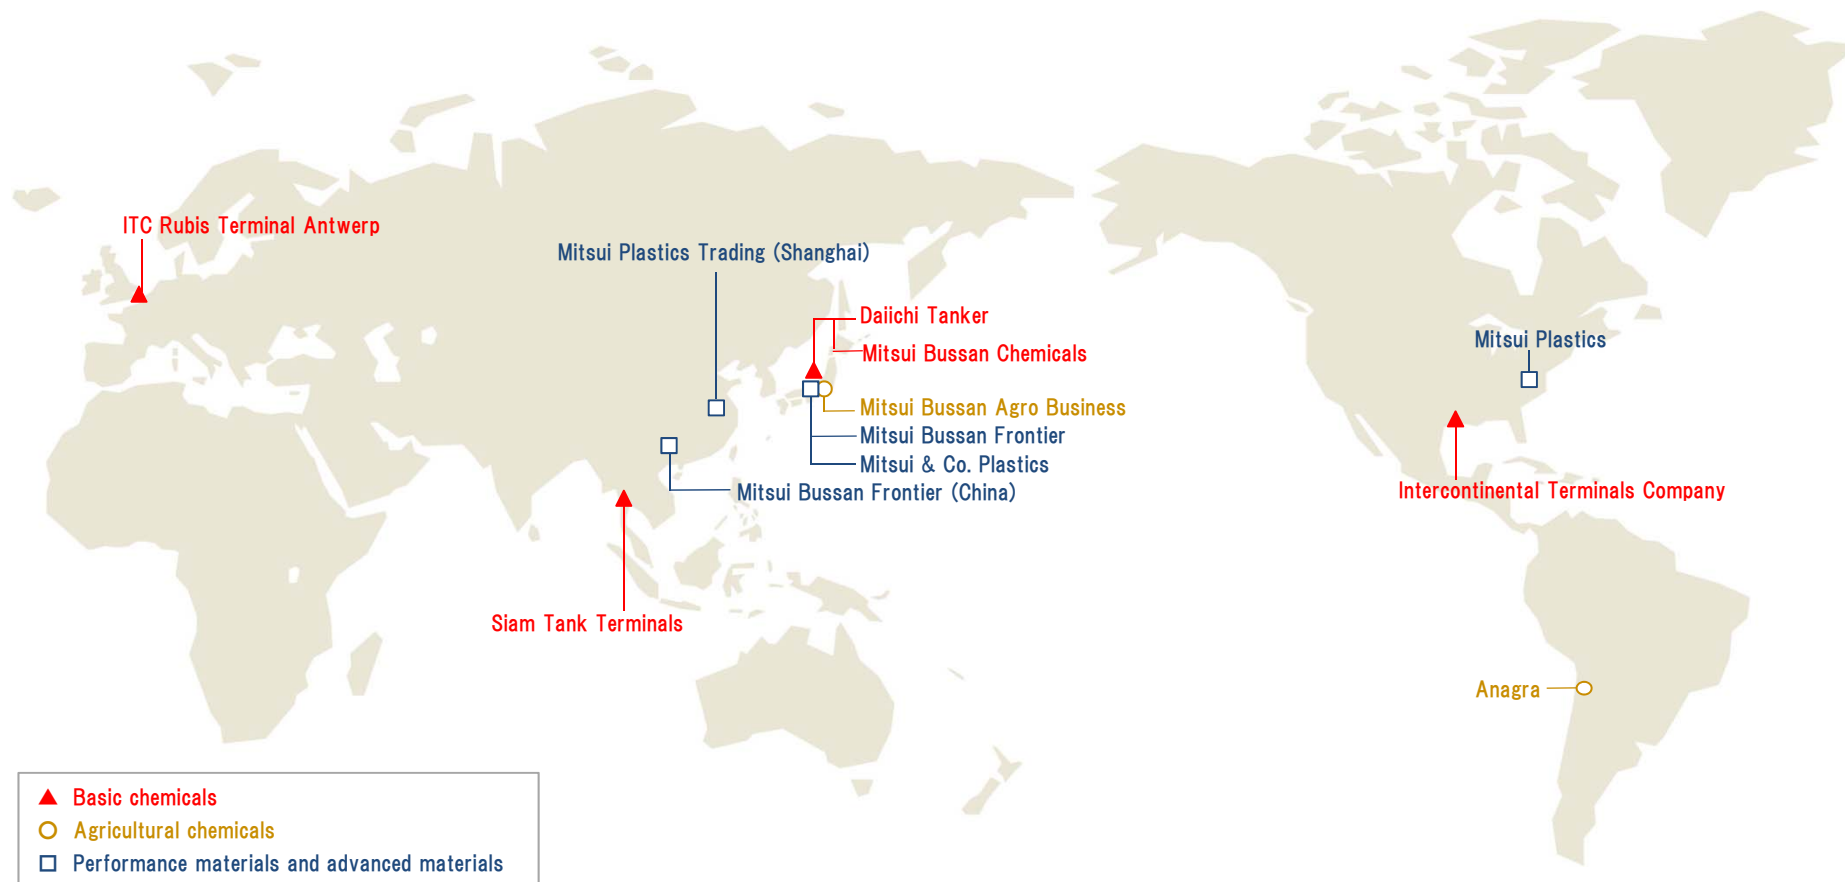 ITC Rubis Terminal Antwerp
Mitsui Plastics Trading (Shanghai)
Daiichi Tanker
Mitsui Plastics
Mitsui Bussan Chemicals
Mitsui Bussan Agro Business
Mitsui Bussan Frontier
Mitsui & Co. Plastics
Mitsui Bussan Frontier (China)
Intercontinental Terminals Company
Siam Tank Terminals
Anagra
Basic chemicals
Agricultural chemicals
Performance materials and advanced materials